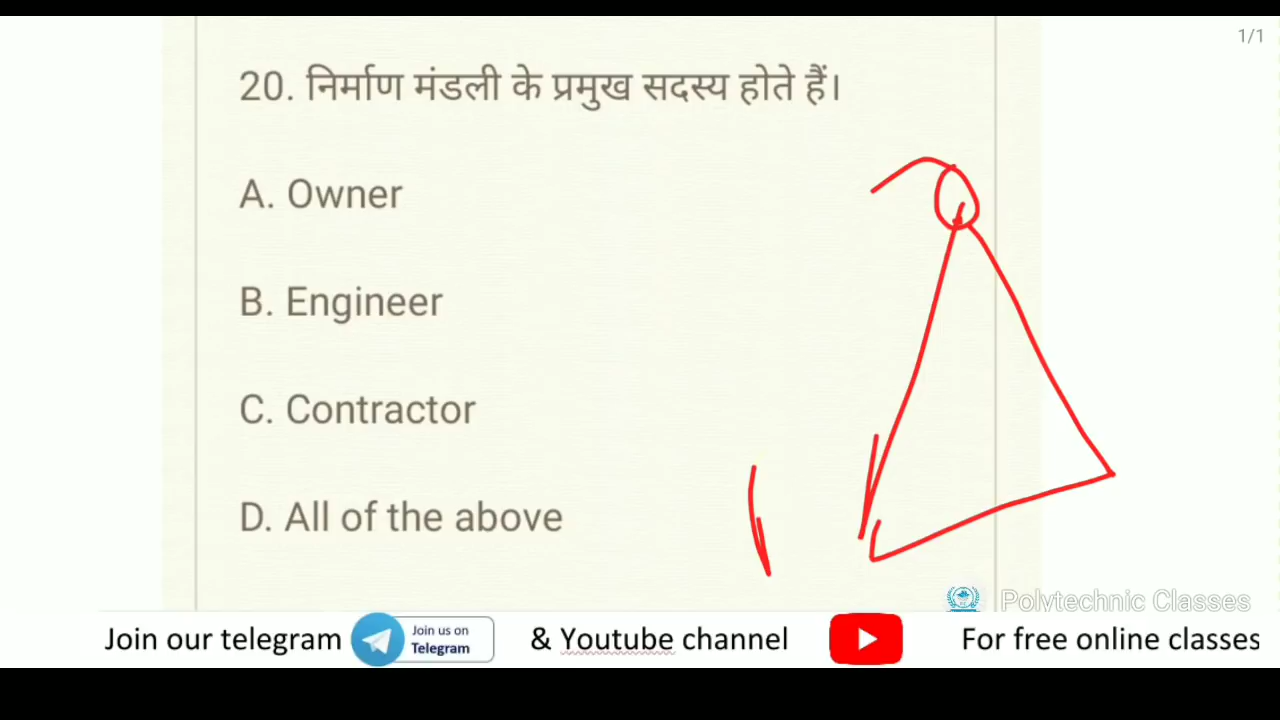 1/1
20. निर्माण मंडली के प्रमुख सदस्य होते हैं।
A. Owner
B. Engineer
C. Contractor
D. All of the above
Polytechnic Classes
Join our telegram Join us on Telegram & Youtube channel For free online classes